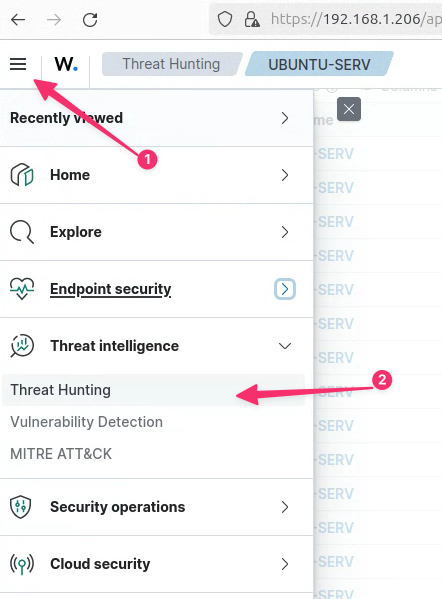 https://192.168.1.206/ap
W. Threat Hunting UBUNTU-SERV
Recently viewed
1
Home
-SERV
Explore
-SERV
-SERV
-SERV
Endpoint security
-SERV
-SERV
Threat intelligence
-SERV
Threat Hunting
2
-SERV
Vulnerability Detection
-SERV
MITRE ATT&CK
-SERV
Security operations
-SERV
-SERV
Cloud security
-SERV
-SERV